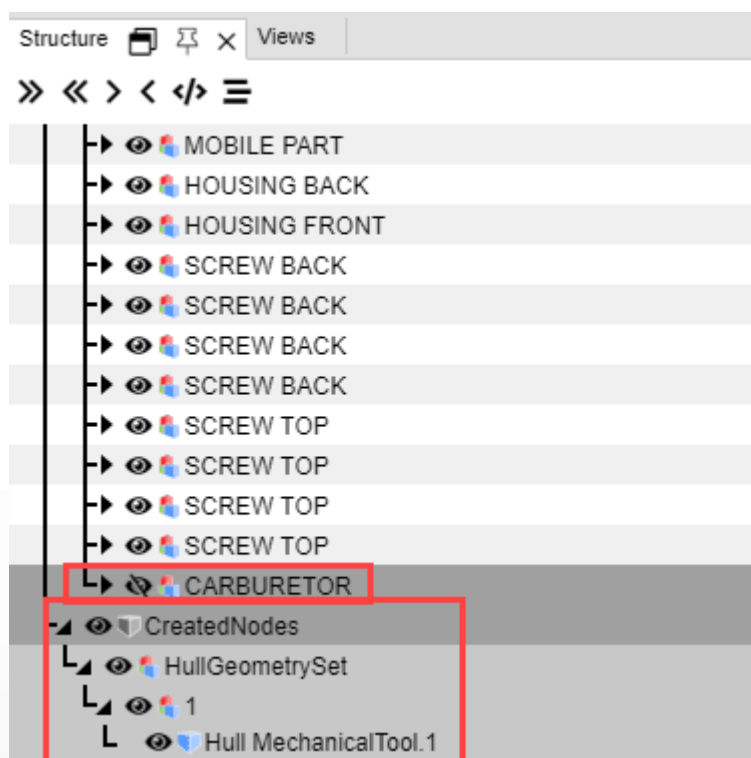 Structure Views
MOBILE PART
HOUSING BACK
HOUSING FRONT
SCREW BACK
SCREW BACK
SCREW BACK
SCREW BACK
SCREW TOP
SCREW TOP
SCREW TOP
SCREW TOP
CARBURETOR
CreatedNodes
HullGeometrySet
1
Hull MechanicalTool.1